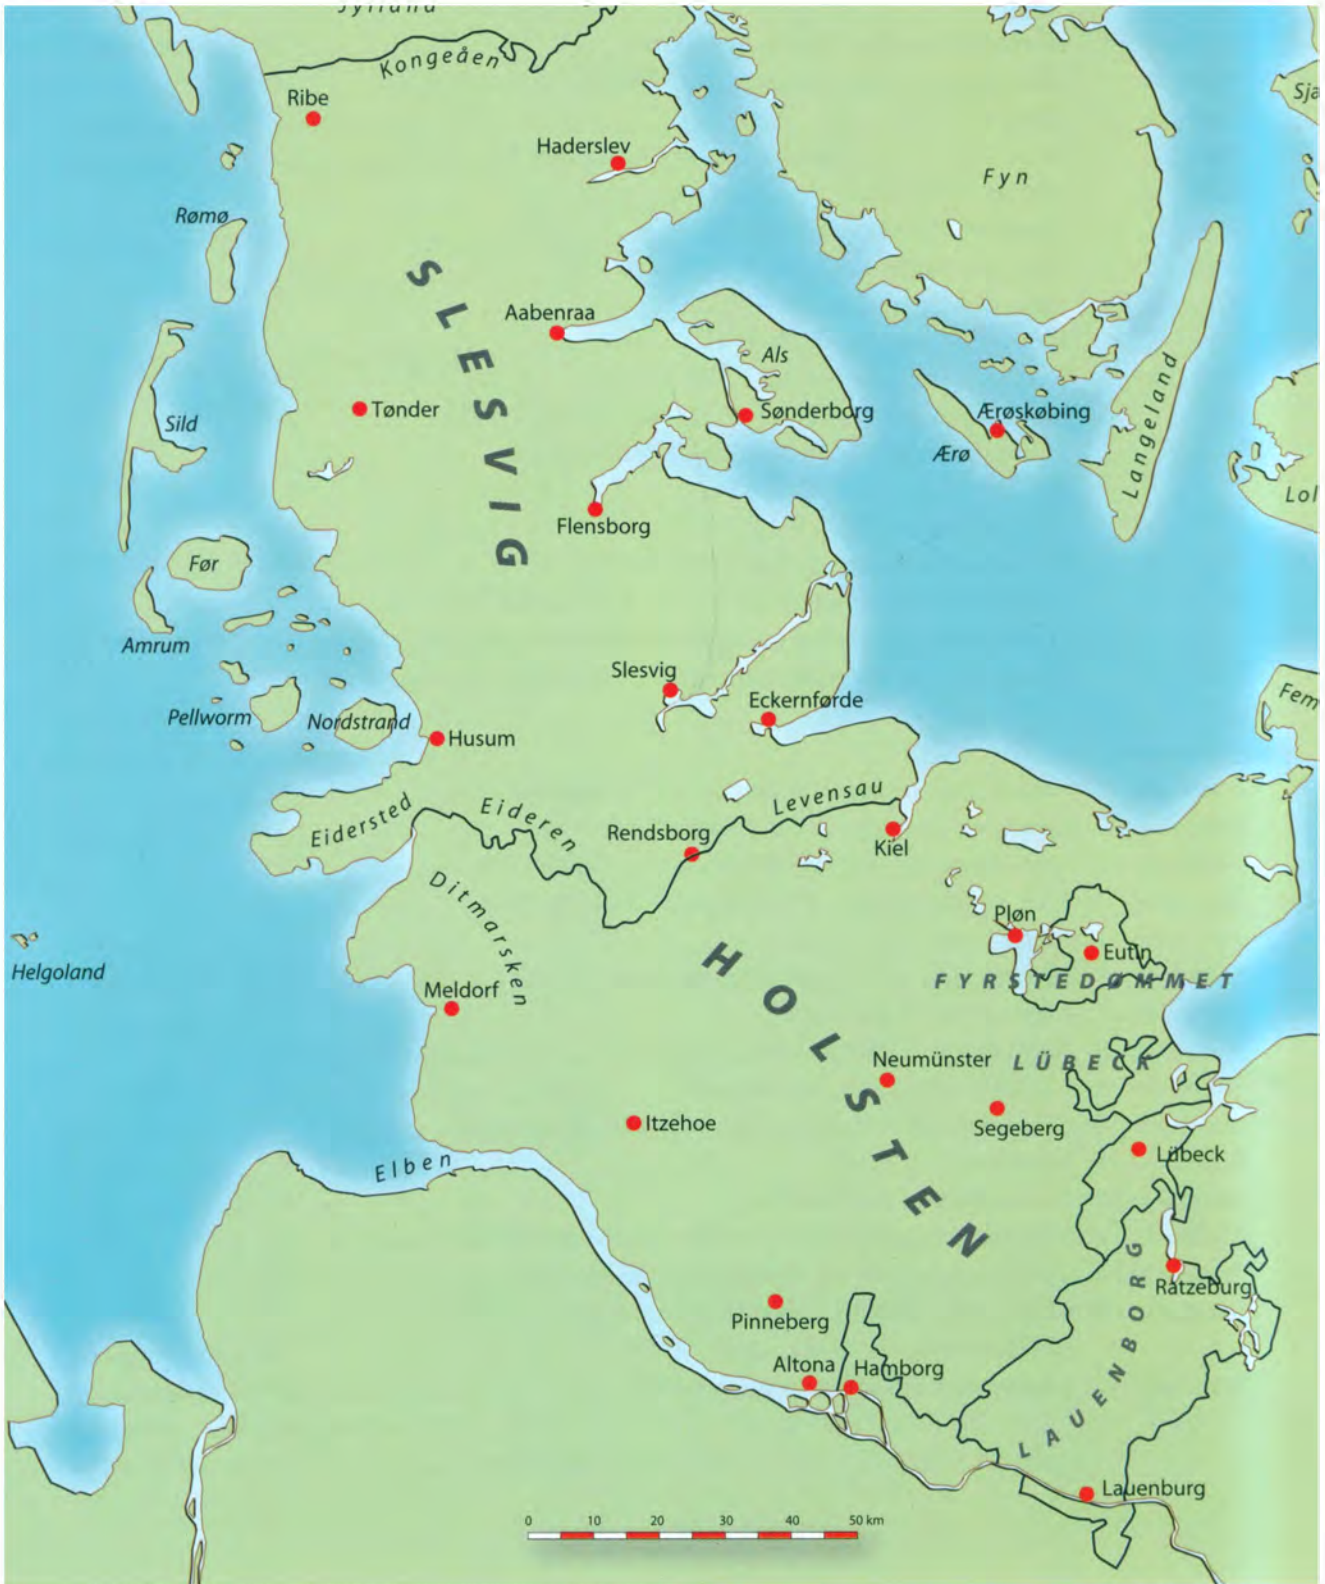 Jylland
Kongeåen
Ribe
Haderslev
Sjæ
Fyn
Rømø
SLESVIG
Aabenraa
Als
Langeland
Tønder
Sønderborg
Ærøskøbing
Sild
Ærø
Lol
Flensborg
Før
Amrum
Slesvig
Eckernførde
Fem
Pellworm
Nordstrand
Husum
Eidersted
Eideren
Levensau
Rendsborg
Kiel
Ditmarsken
Pløn
HOLSTEN
Eutin
Helgoland
FYRSTEDØMMET
Meldorf
Neumünster
LÜBECK
Itzehoe
Segeberg
Lübeck
Elben
Ratzeburg
LAUENBORG
Pinneberg
Altona
Hamborg
Lauenburg
0 10 20 30 40 50 km